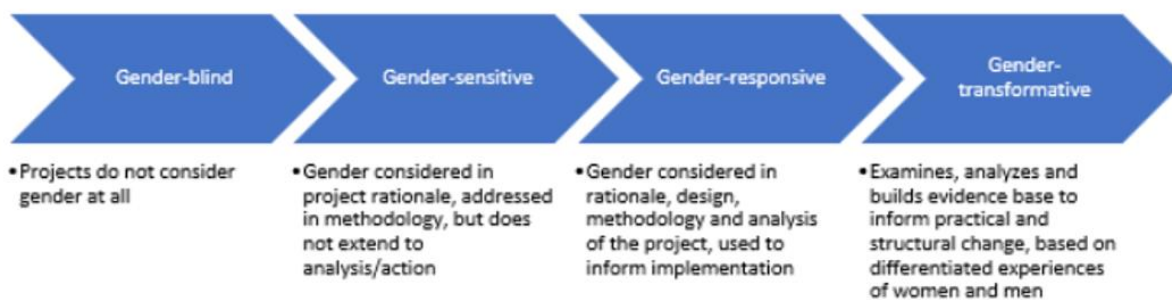 Gender-blind
Gender-sensitive
Gender-responsive
Gender-
transformative
•Projects do not consider
gender at all
•Gender considered in
project rationale, addressed
in methodology, but does
not extend to
analysis/action
•Gender considered in
rationale, design,
methodology and analysis
of the project, used to
inform implementation
•Examines, analyzes and
builds evidence base to
inform practical and
structural change, based on
differentiated experiences
of women and men